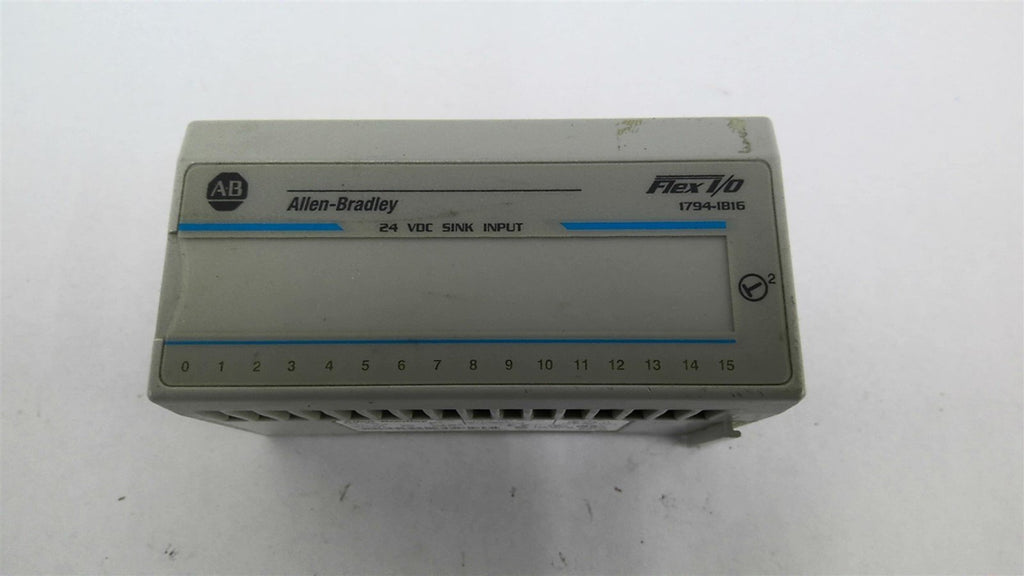 AB
Allen-Bradley
Flex I/O
1794-IB16
24 VDC SINK INPUT
2
0 1 2 3 4 5 6 7 8 9 10 11 12 13 14 15